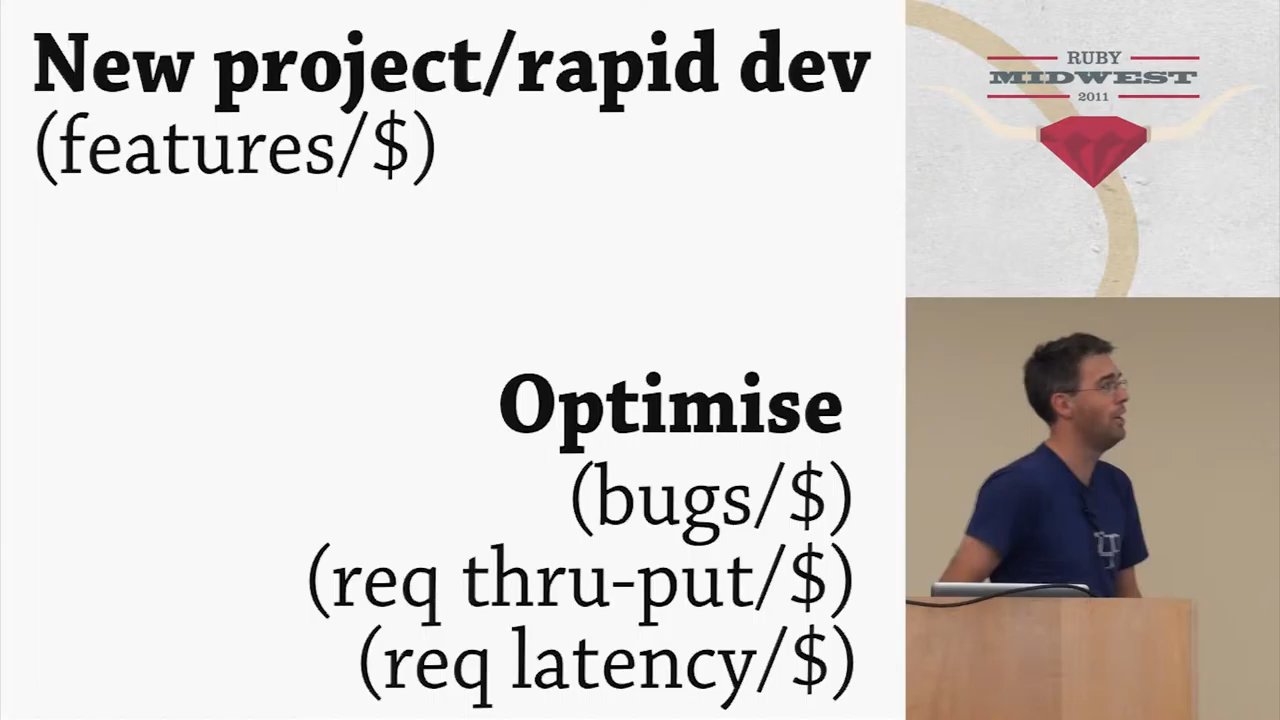 New project/rapid dev
(features/$)
Optimise
(bugs/$)
(req thru-put/$)
(req latency/$)
RUBY
MIDWEST
2011